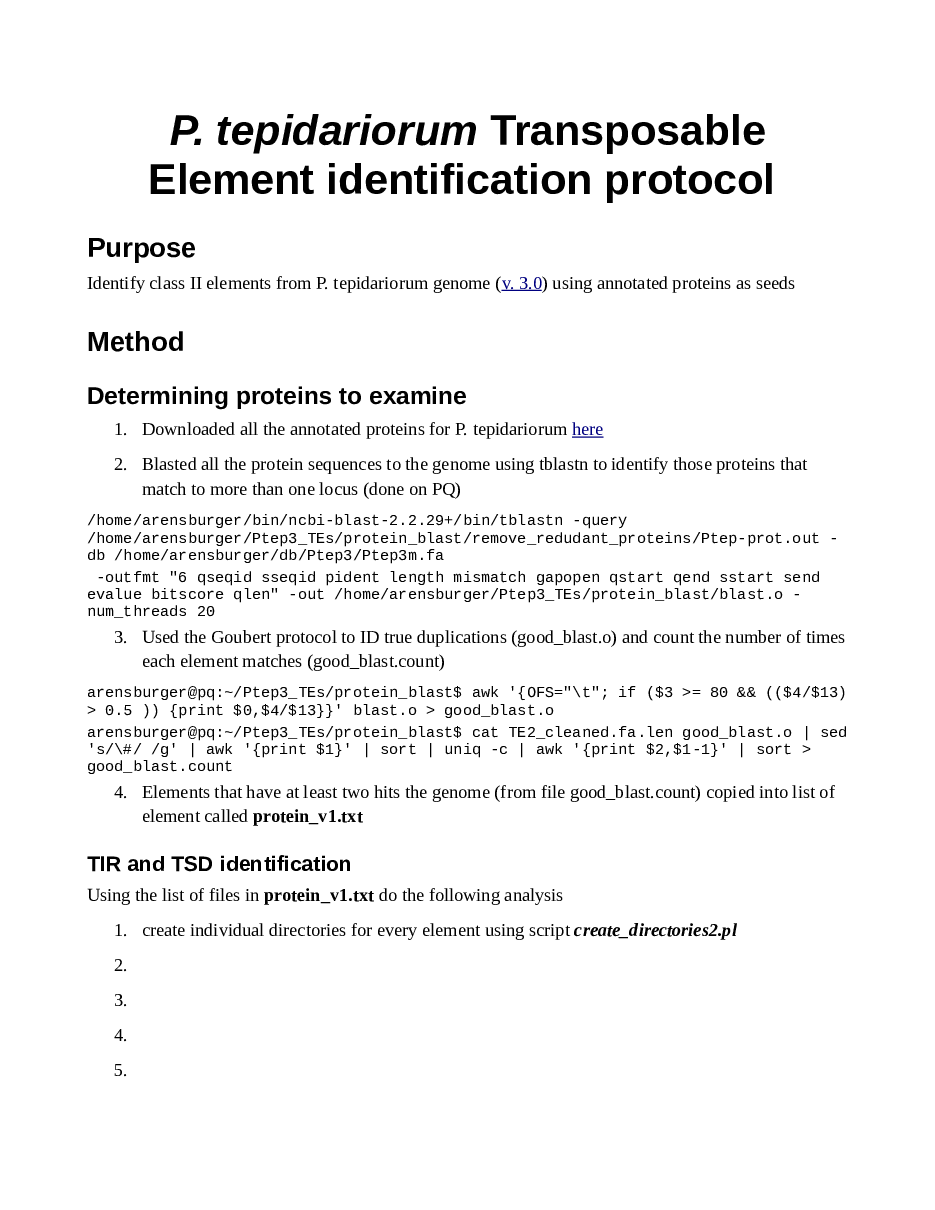 P. tepidariorum Transposable
Element identification protocol
Purpose
Identify class II elements from P. tepidariorum genome (v. 3.0) using annotated proteins as seeds
Method
Determining proteins to examine
1. Downloaded all the annotated proteins for P. tepidariorum here
2. Blasted all the protein sequences to the genome using tblastn to identify those proteins that
match to more than one locus (done on PQ)
/home/arensburger/bin/ncbi-blast-2.2.29+/bin/tblastn -query
/home/arensburger/Ptep3_TEs/protein_blast/remove_redudant_proteins/Ptep-prot.out -
db /home/arensburger/db/Ptep3/Ptep3m.fa
-outfmt "6 qseqid sseqid pident length mismatch gapopen qstart qend sstart send
evalue bitscore qlen" -out /home/arensburger/Ptep3_TEs/protein_blast/blast.o -
num_threads 20
3. Used the Goubert protocol to ID true duplications (good_blast.o) and count the number of times
each element matches (good_blast.count)
arensburger@pq:~/Ptep3_TEs/protein_blast$ awk '{OFS="\t"; if ($3 >= 80 && (($4/$13)
> 0.5 )) {print $0,$4/$13}}' blast.o > good_blast.o
arensburger@pq:~/Ptep3_TEs/protein_blast$ cat TE2_cleaned.fa.len good_blast.o | sed
's/\#/ /g' | awk '{print $1}' | sort | uniq -c | awk '{print $2,$1-1}' | sort >
good_blast.count
4. Elements that have at least two hits the genome (from file good_blast.count) copied into list of
element called protein_v1.txt
TIR and TSD identification
Using the list of files in protein_v1.txt do the following analysis
1. create individual directories for every element using script create_directories2.pl
2.
3.
4.
5.